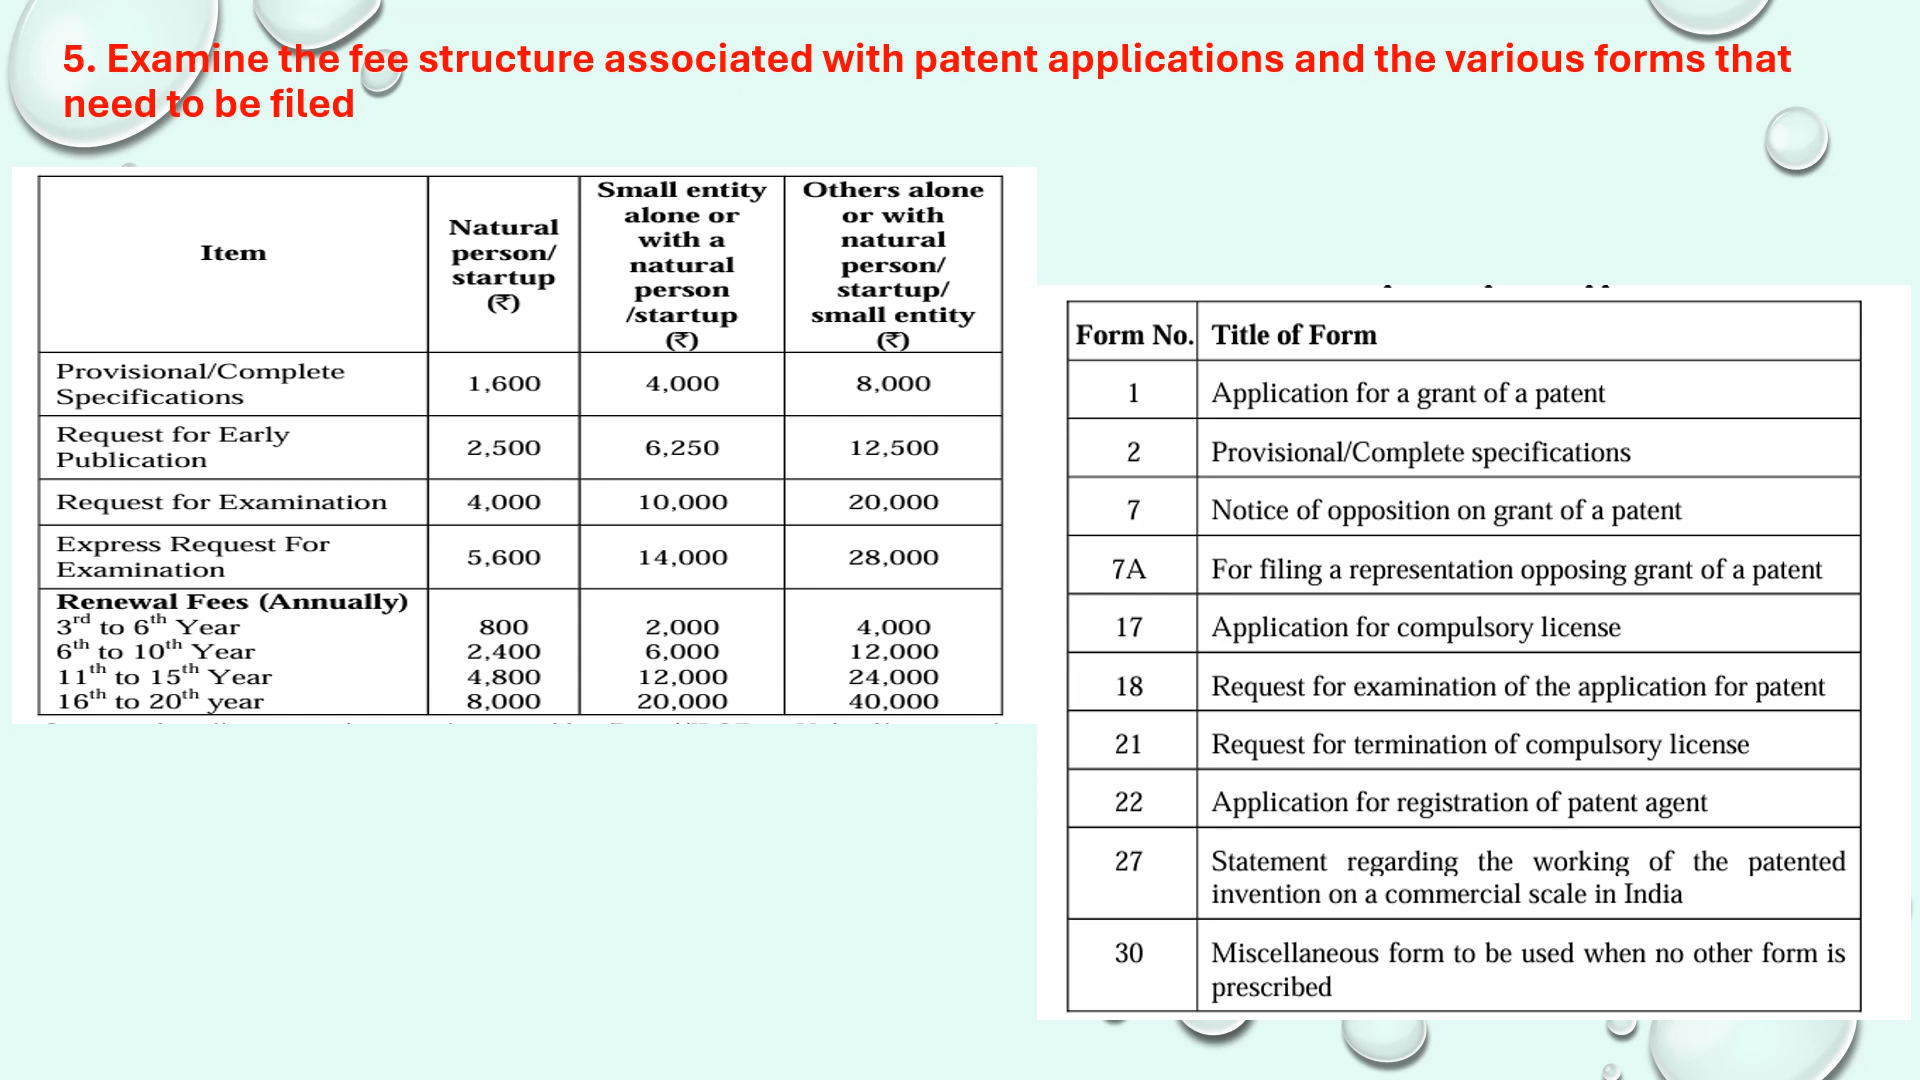 5. Examine the fee structure associated with patent applications and the various forms that
need to be filed
Item
Natural
person/
startup
(₹)
Small entity
alone or
with a
natural
person
/startup
(₹)
Others alone
or with
natural
person/
startup/
small entity
(₹)
Provisional/Complete
Specifications
1,600
4,000
8,000
Request for Early
Publication
2,500
6,250
12,500
Request for Examination
4,000
10,000
20,000
Express Request For
Examination
5,600
14,000
28,000
Renewal Fees (Annually)
3rd to 6th Year 800 2,000 4,000
6th to 10th Year 2,400 6,000 12,000
11th to 15th Year 4,800 12,000 24,000
16th to 20th year 8,000 20,000 40,000
Form No. Title of Form
1 Application for a grant of a patent
2 Provisional/Complete specifications
7 Notice of opposition on grant of a patent
7A For filing a representation opposing grant of a patent
17 Application for compulsory license
18 Request for examination of the application for patent
21 Request for termination of compulsory license
22 Application for registration of patent agent
27 Statement regarding the working of the patented
invention on a commercial scale in India
30 Miscellaneous form to be used when no other form is
prescribed